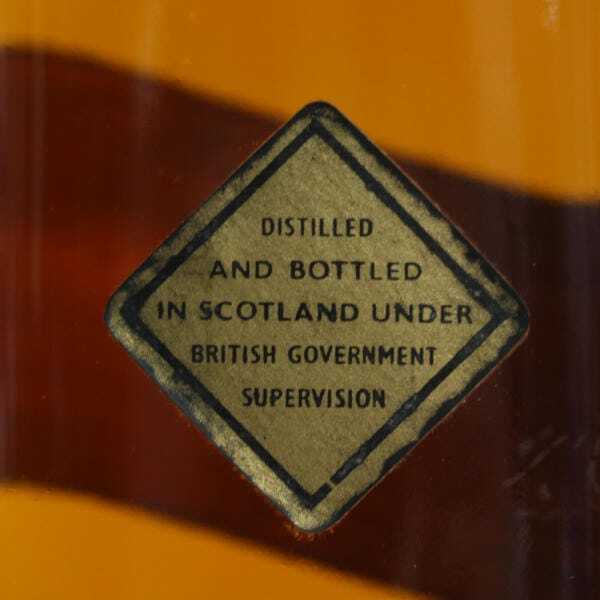 DISTILLED
AND BOTTLED
IN SCOTLAND UNDER
BRITISH GOVERNMENT
SUPERVISION